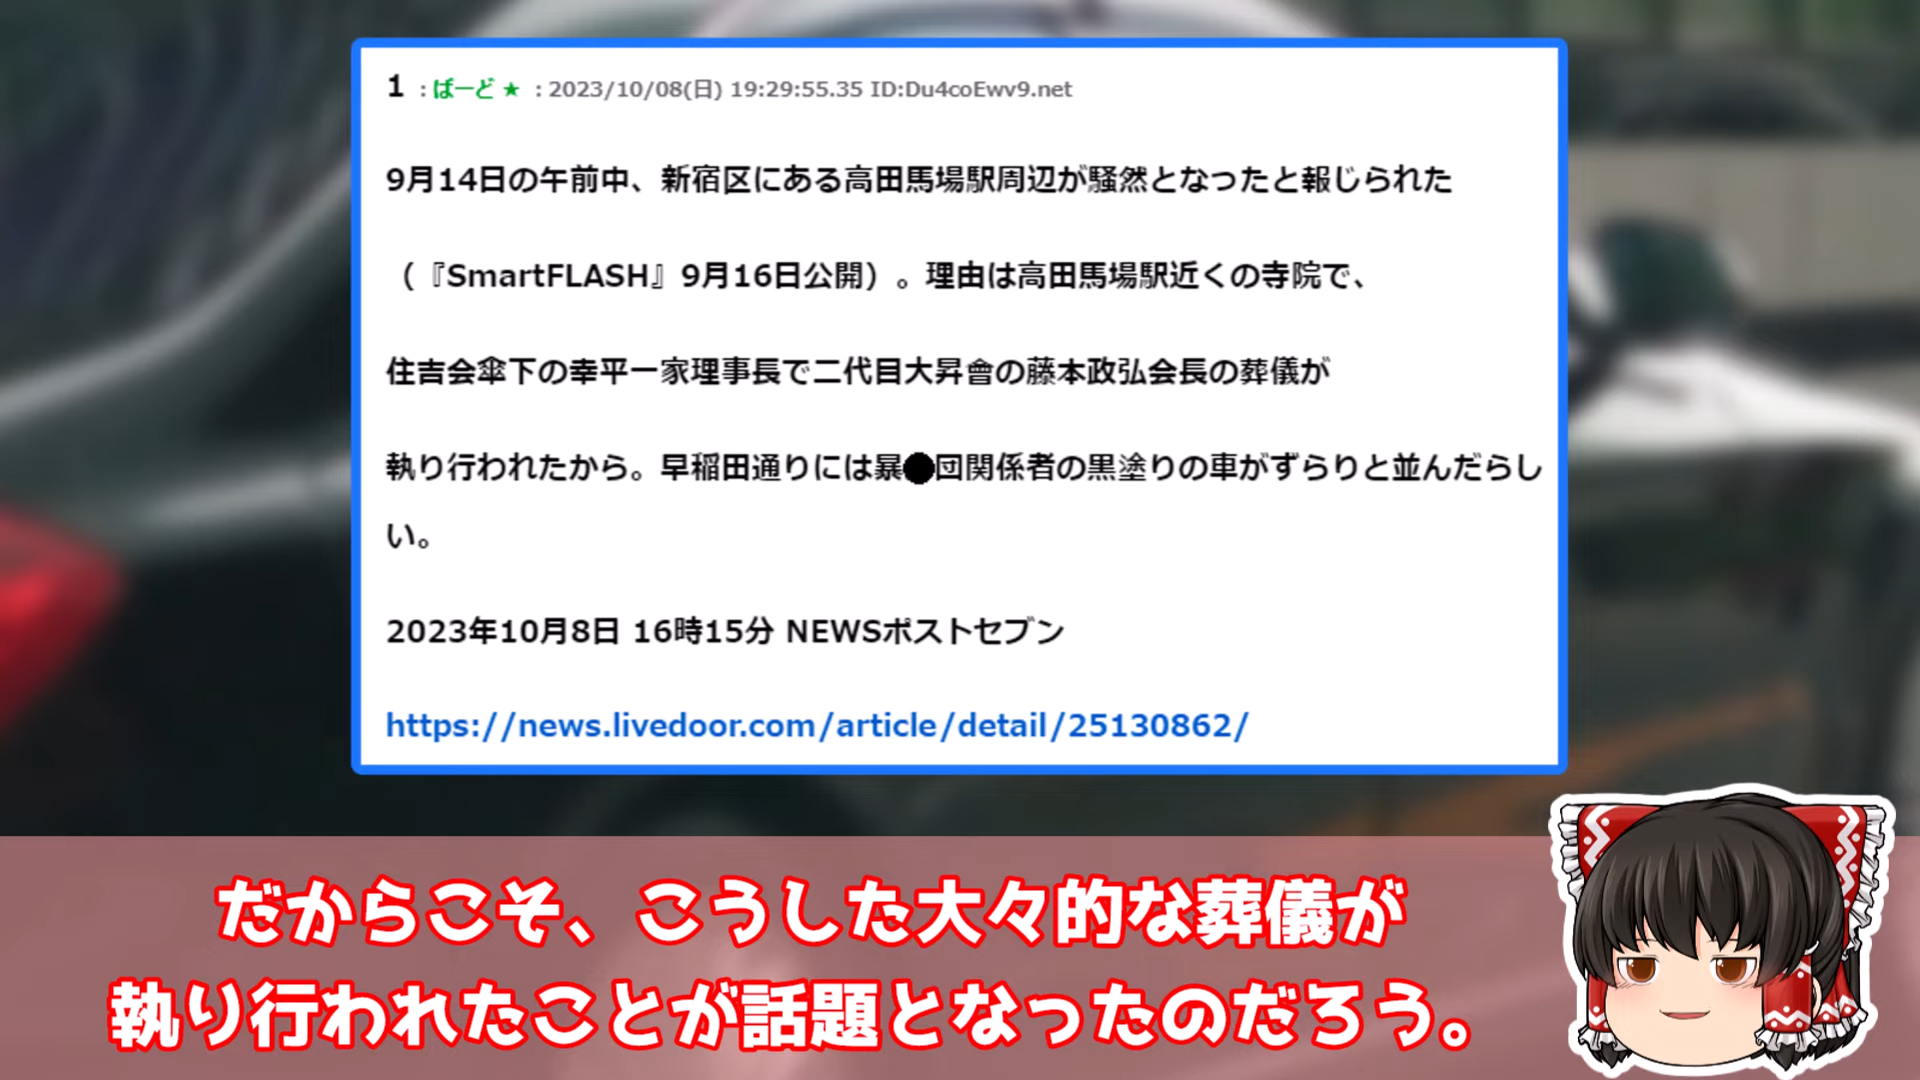 1 : ばーど ★ : 2023/10/08(日) 19:29:55.35 ID:Du4coEwv9.net
9月14日の午前中、新宿区にある高田馬場駅周辺が騒然となったと報じられた
（『SmartFLASH』9月16日公開）。理由は高田馬場駅近くの寺院で、
住吉会傘下の幸平一家理事長で二代目大昇會の藤本政弘会長の葬儀が
執り行われたから。早稲田通りには暴●団関係者の黒塗りの車がずらりと並んだらし
い。
2023年10月8日 16時15分 NEWSポストセブン
https://news.livedoor.com/article/detail/25130862/
だからこそ、こうした大々的な葬儀が
執り行われたことが話題となったのだろう。